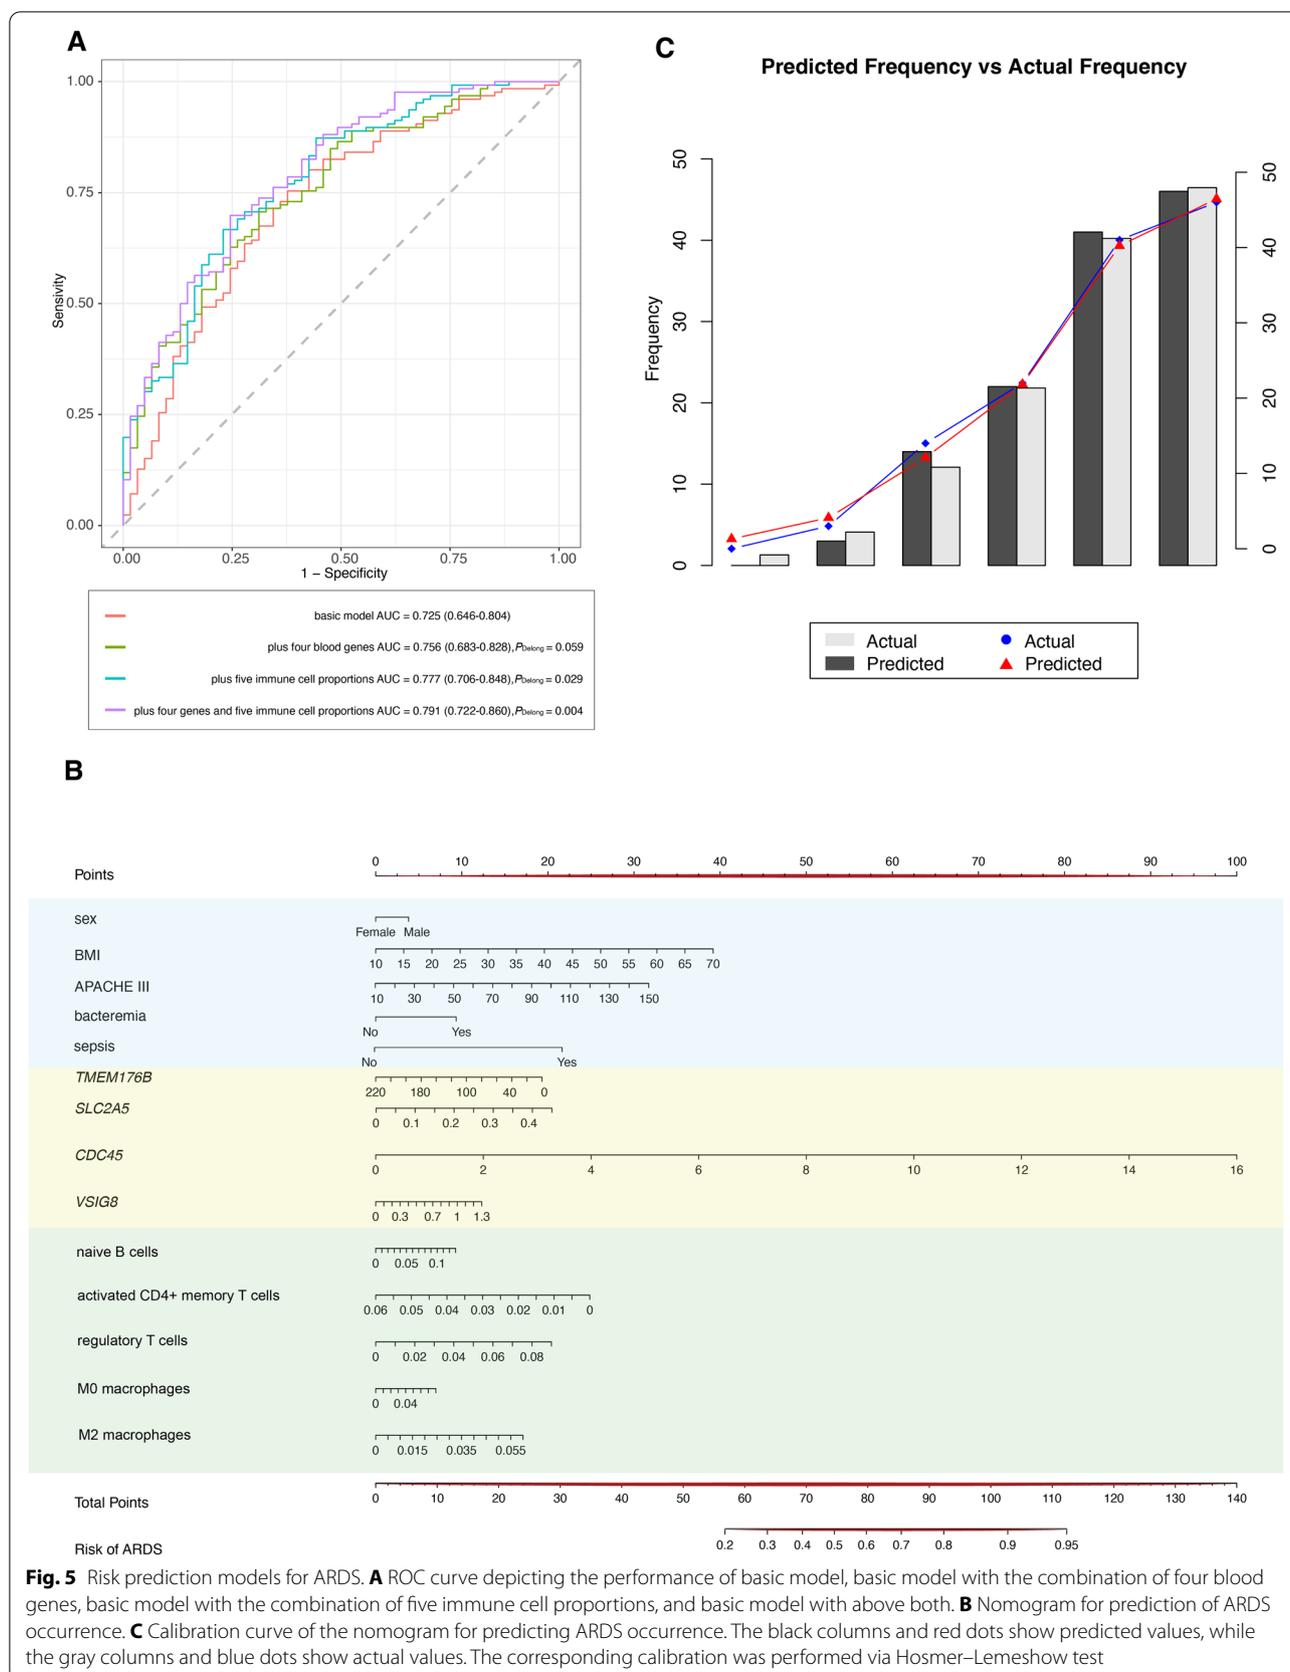 A
1.00
0.75
0.50
0.25
0.00
Sensivity
0.00 0.25 0.50 0.75 1.00
1 − Specificity
basic model AUC = 0.725 (0.646-0.804)
plus four blood genes AUC = 0.756 (0.683-0.828),PDelong = 0.059
plus five immune cell proportions AUC = 0.777 (0.706-0.848),PDelong = 0.029
plus four genes and five immune cell proportions AUC = 0.791 (0.722-0.860),PDelong = 0.004
C
Predicted Frequency vs Actual Frequency
50
40
30
20
10
0
Frequency
50
40
30
20
10
0
Actual Actual
Predicted Predicted
B
Points 0 10 20 30 40 50 60 70 80 90 100
sex
Female Male
BMI
10 15 20 25 30 35 40 45 50 55 60 65 70
APACHE III
10 30 50 70 90 110 130 150
bacteremia
No Yes
sepsis
No Yes
TMEM176B
220 180 100 40 0
SLC2A5
0 0.1 0.2 0.3 0.4
CDC45
0 2 4 6 8 10 12 14 16
VSIG8
0 0.3 0.7 1 1.3
naive B cells
0 0.05 0.1
activated CD4+ memory T cells
0.06 0.05 0.04 0.03 0.02 0.01 0
regulatory T cells
0 0.02 0.04 0.06 0.08
M0 macrophages
0 0.04
M2 macrophages
0 0.015 0.035 0.055
Total Points
0 10 20 30 40 50 60 70 80 90 100 110 120 130 140
Risk of ARDS
0.2 0.3 0.4 0.5 0.6 0.7 0.8 0.9 0.95
Fig. 5 Risk prediction models for ARDS. A ROC curve depicting the performance of basic model, basic model with the combination of four blood
genes, basic model with the combination of five immune cell proportions, and basic model with above both. B Nomogram for prediction of ARDS
occurrence. C Calibration curve of the nomogram for predicting ARDS occurrence. The black columns and red dots show predicted values, while
the gray columns and blue dots show actual values. The corresponding calibration was performed via Hosmer–Lemeshow test